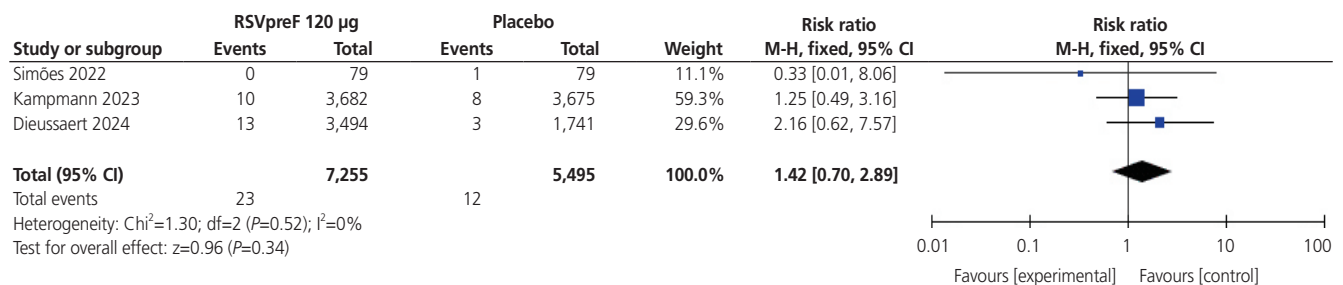 RSVpreF 120 µg Placebo Risk ratio Risk ratio
Study or subgroup Events Total Events Total Weight M-H, fixed, 95% CI M-H, fixed, 95% CI
Simões 2022 0 79 1 79 11.1% 0.33 [0.01, 8.06]
Kampmann 2023 10 3,682 8 3,675 59.3% 1.25 [0.49, 3.16]
Dieussaert 2024 13 3,494 3 1,741 29.6% 2.16 [0.62, 7.57]
Total (95% CI) 7,255 5,495 100.0% 1.42 [0.70, 2.89]
Total events 23 12
Heterogeneity: Chi²=1.30; df=2 (P=0.52); I²=0%
Test for overall effect: z=0.96 (P=0.34)
0.01 0.1 1 10 100
Favours [experimental] Favours [control]